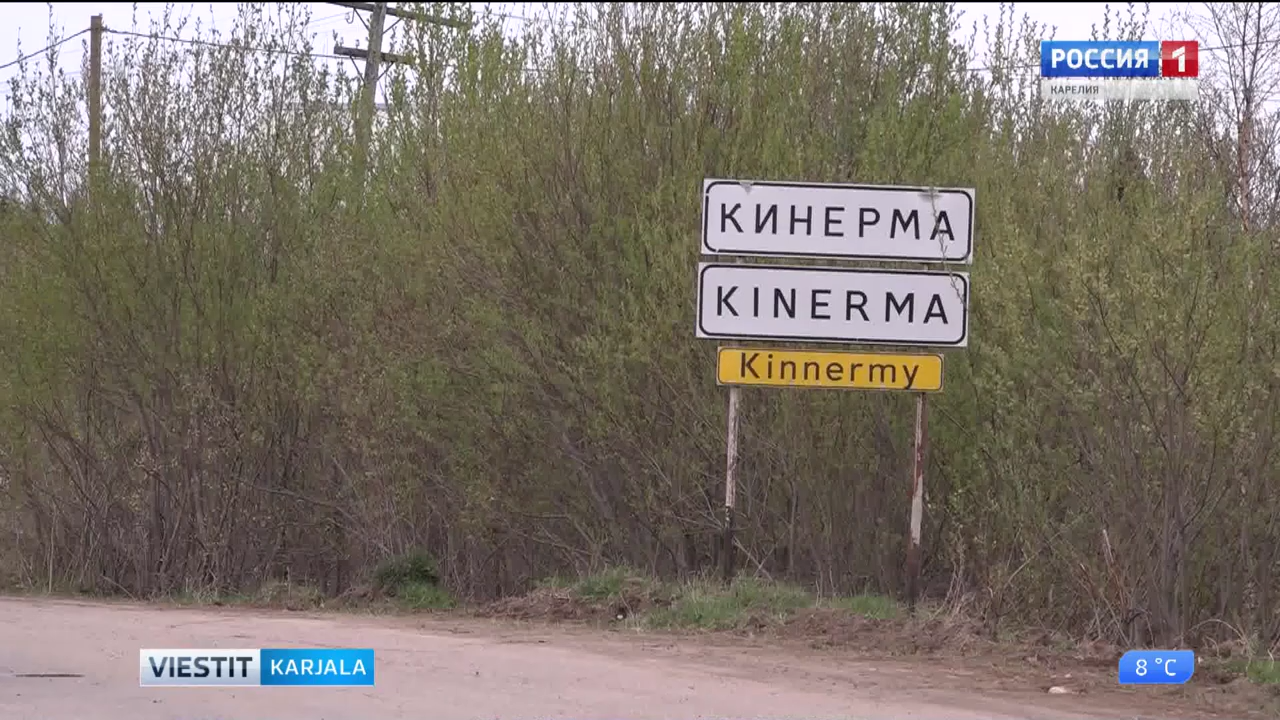 РОССИЯ 1
КАРЕЛИЯ
КИНЕРМА
KINERMA
Kinnermy
VIESTIT KARJALA
8 °C